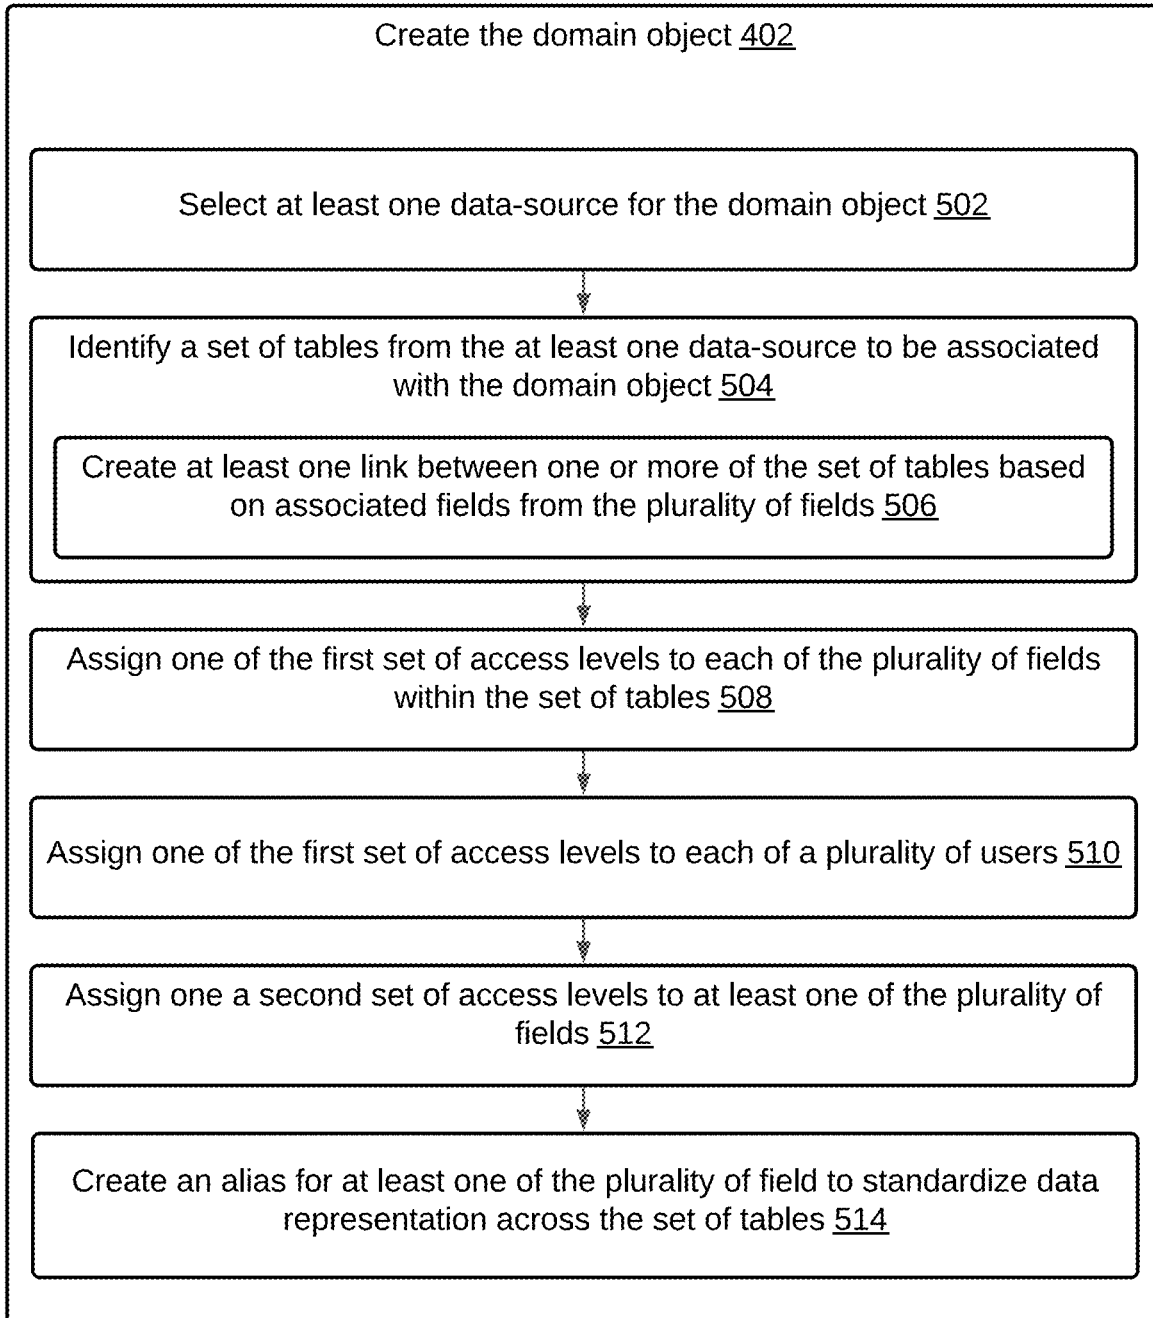 Create the domain object 402
Select at least one data-source for the domain object 502
Identify a set of tables from the at least one data-source to be associated
with the domain object 504
Create at least one link between one or more of the set of tables based
on associated fields from the plurality of fields 506
Assign one of the first set of access levels to each of the plurality of fields
within the set of tables 508
Assign one of the first set of access levels to each of a plurality of users 510
Assign one a second set of access levels to at least one of the plurality of
fields 512
Create an alias for at least one of the plurality of field to standardize data
representation across the set of tables 514